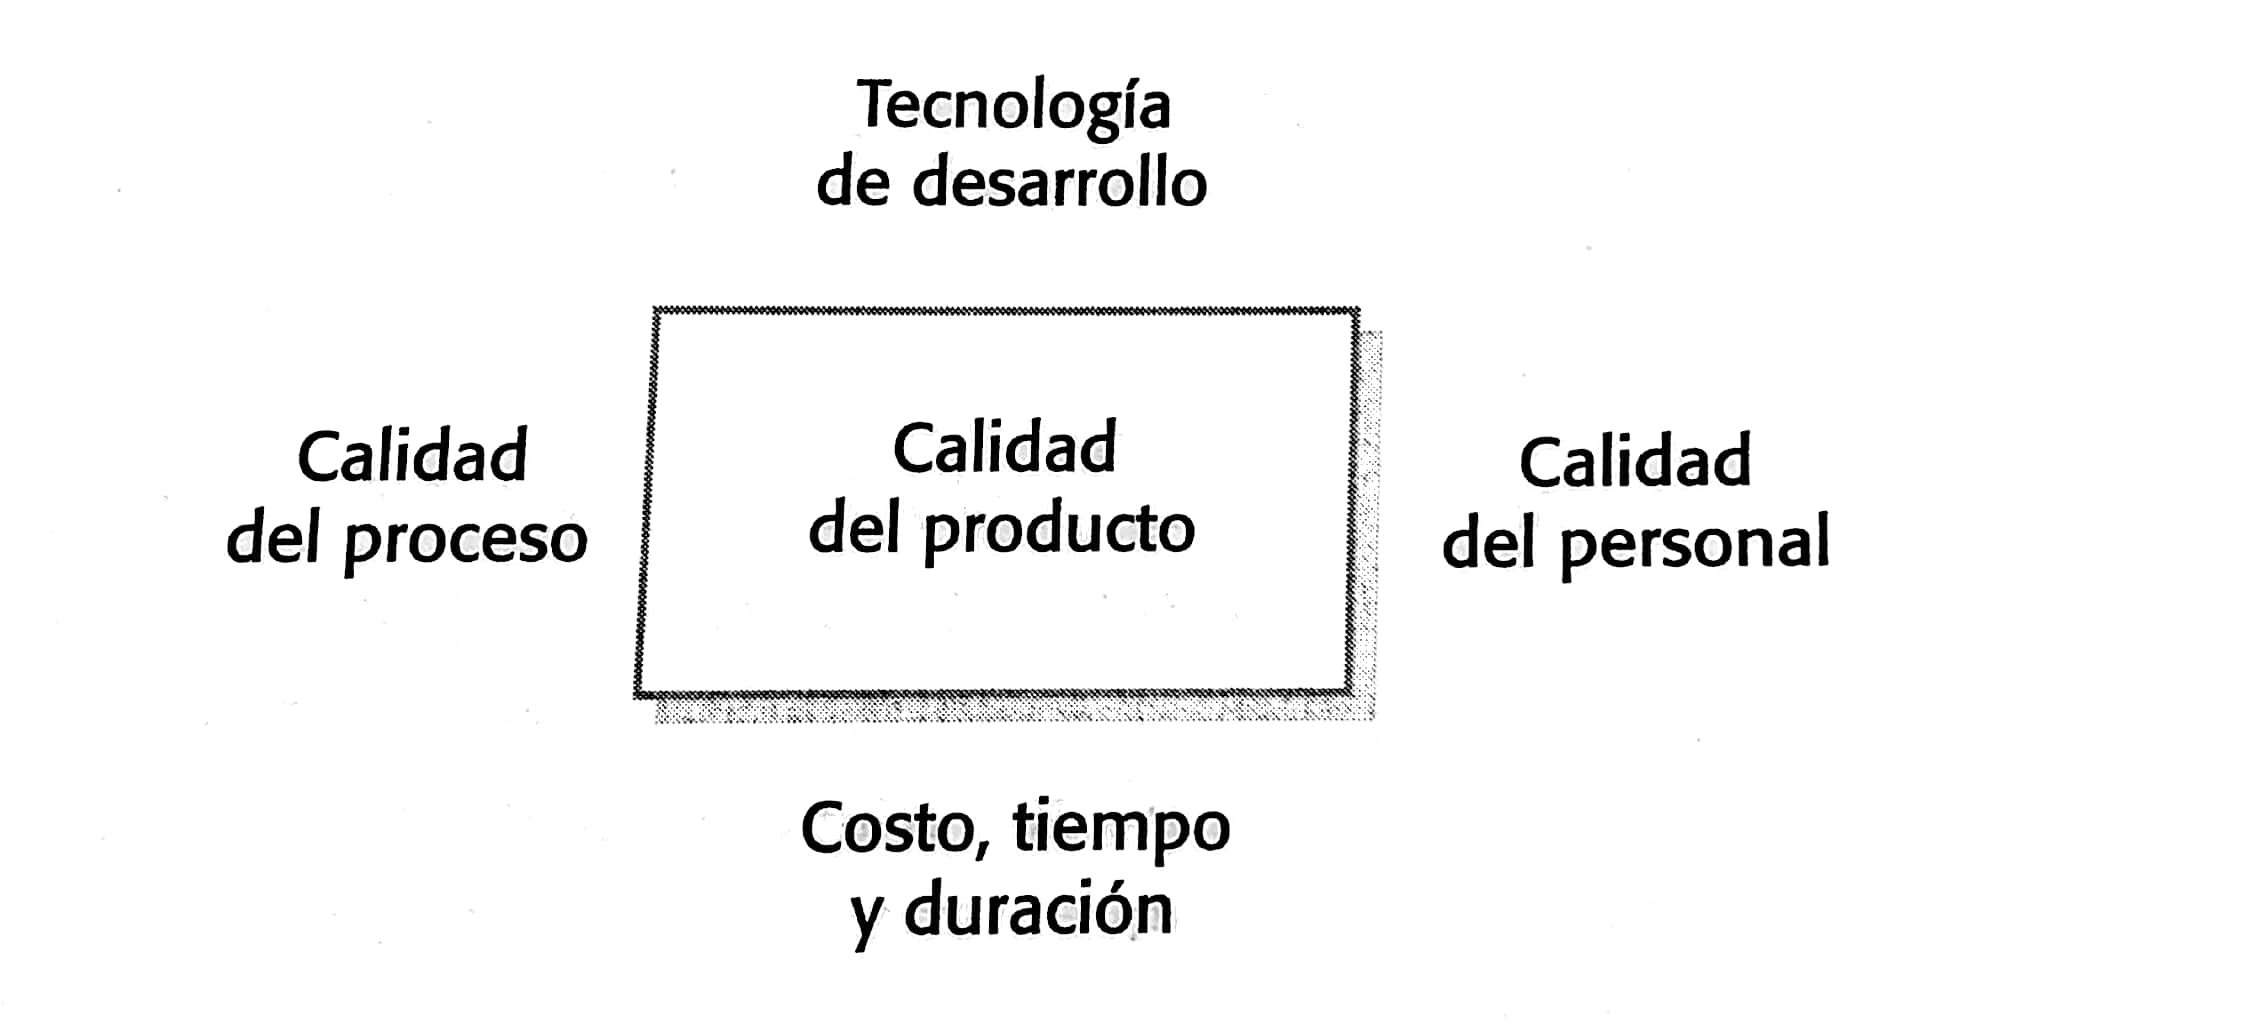 Tecnología
de desarrollo
Calidad
del proceso
Calidad
del producto
Calidad
del personal
Costo, tiempo
y duración